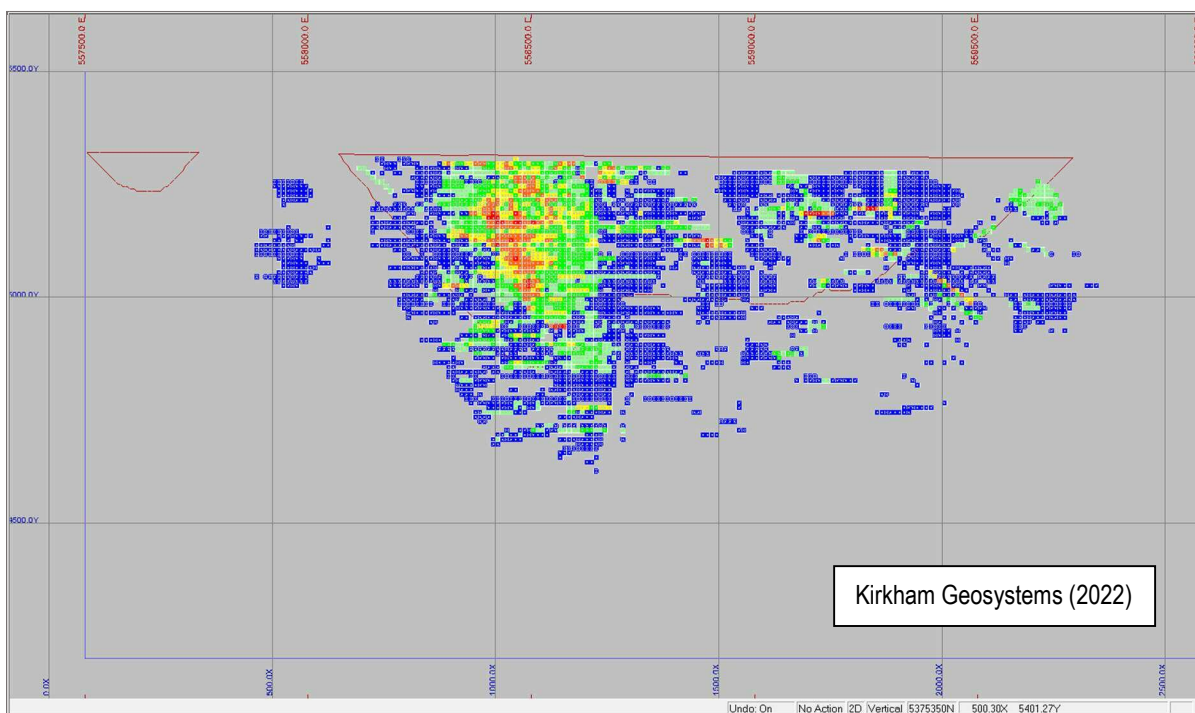 557500.0 E
558000.0 E
558500.0 E
559000.0 E
559500.0 E
5500.0Y
5000.0Y
4500.0Y
Kirkham Geosystems (2022)
0.0X
500.0X
1000.0X
1500.0X
2000.0X
2500.0X
Undo: On No Action 2D Vertical 5375350N 500.30X 5401.27Y